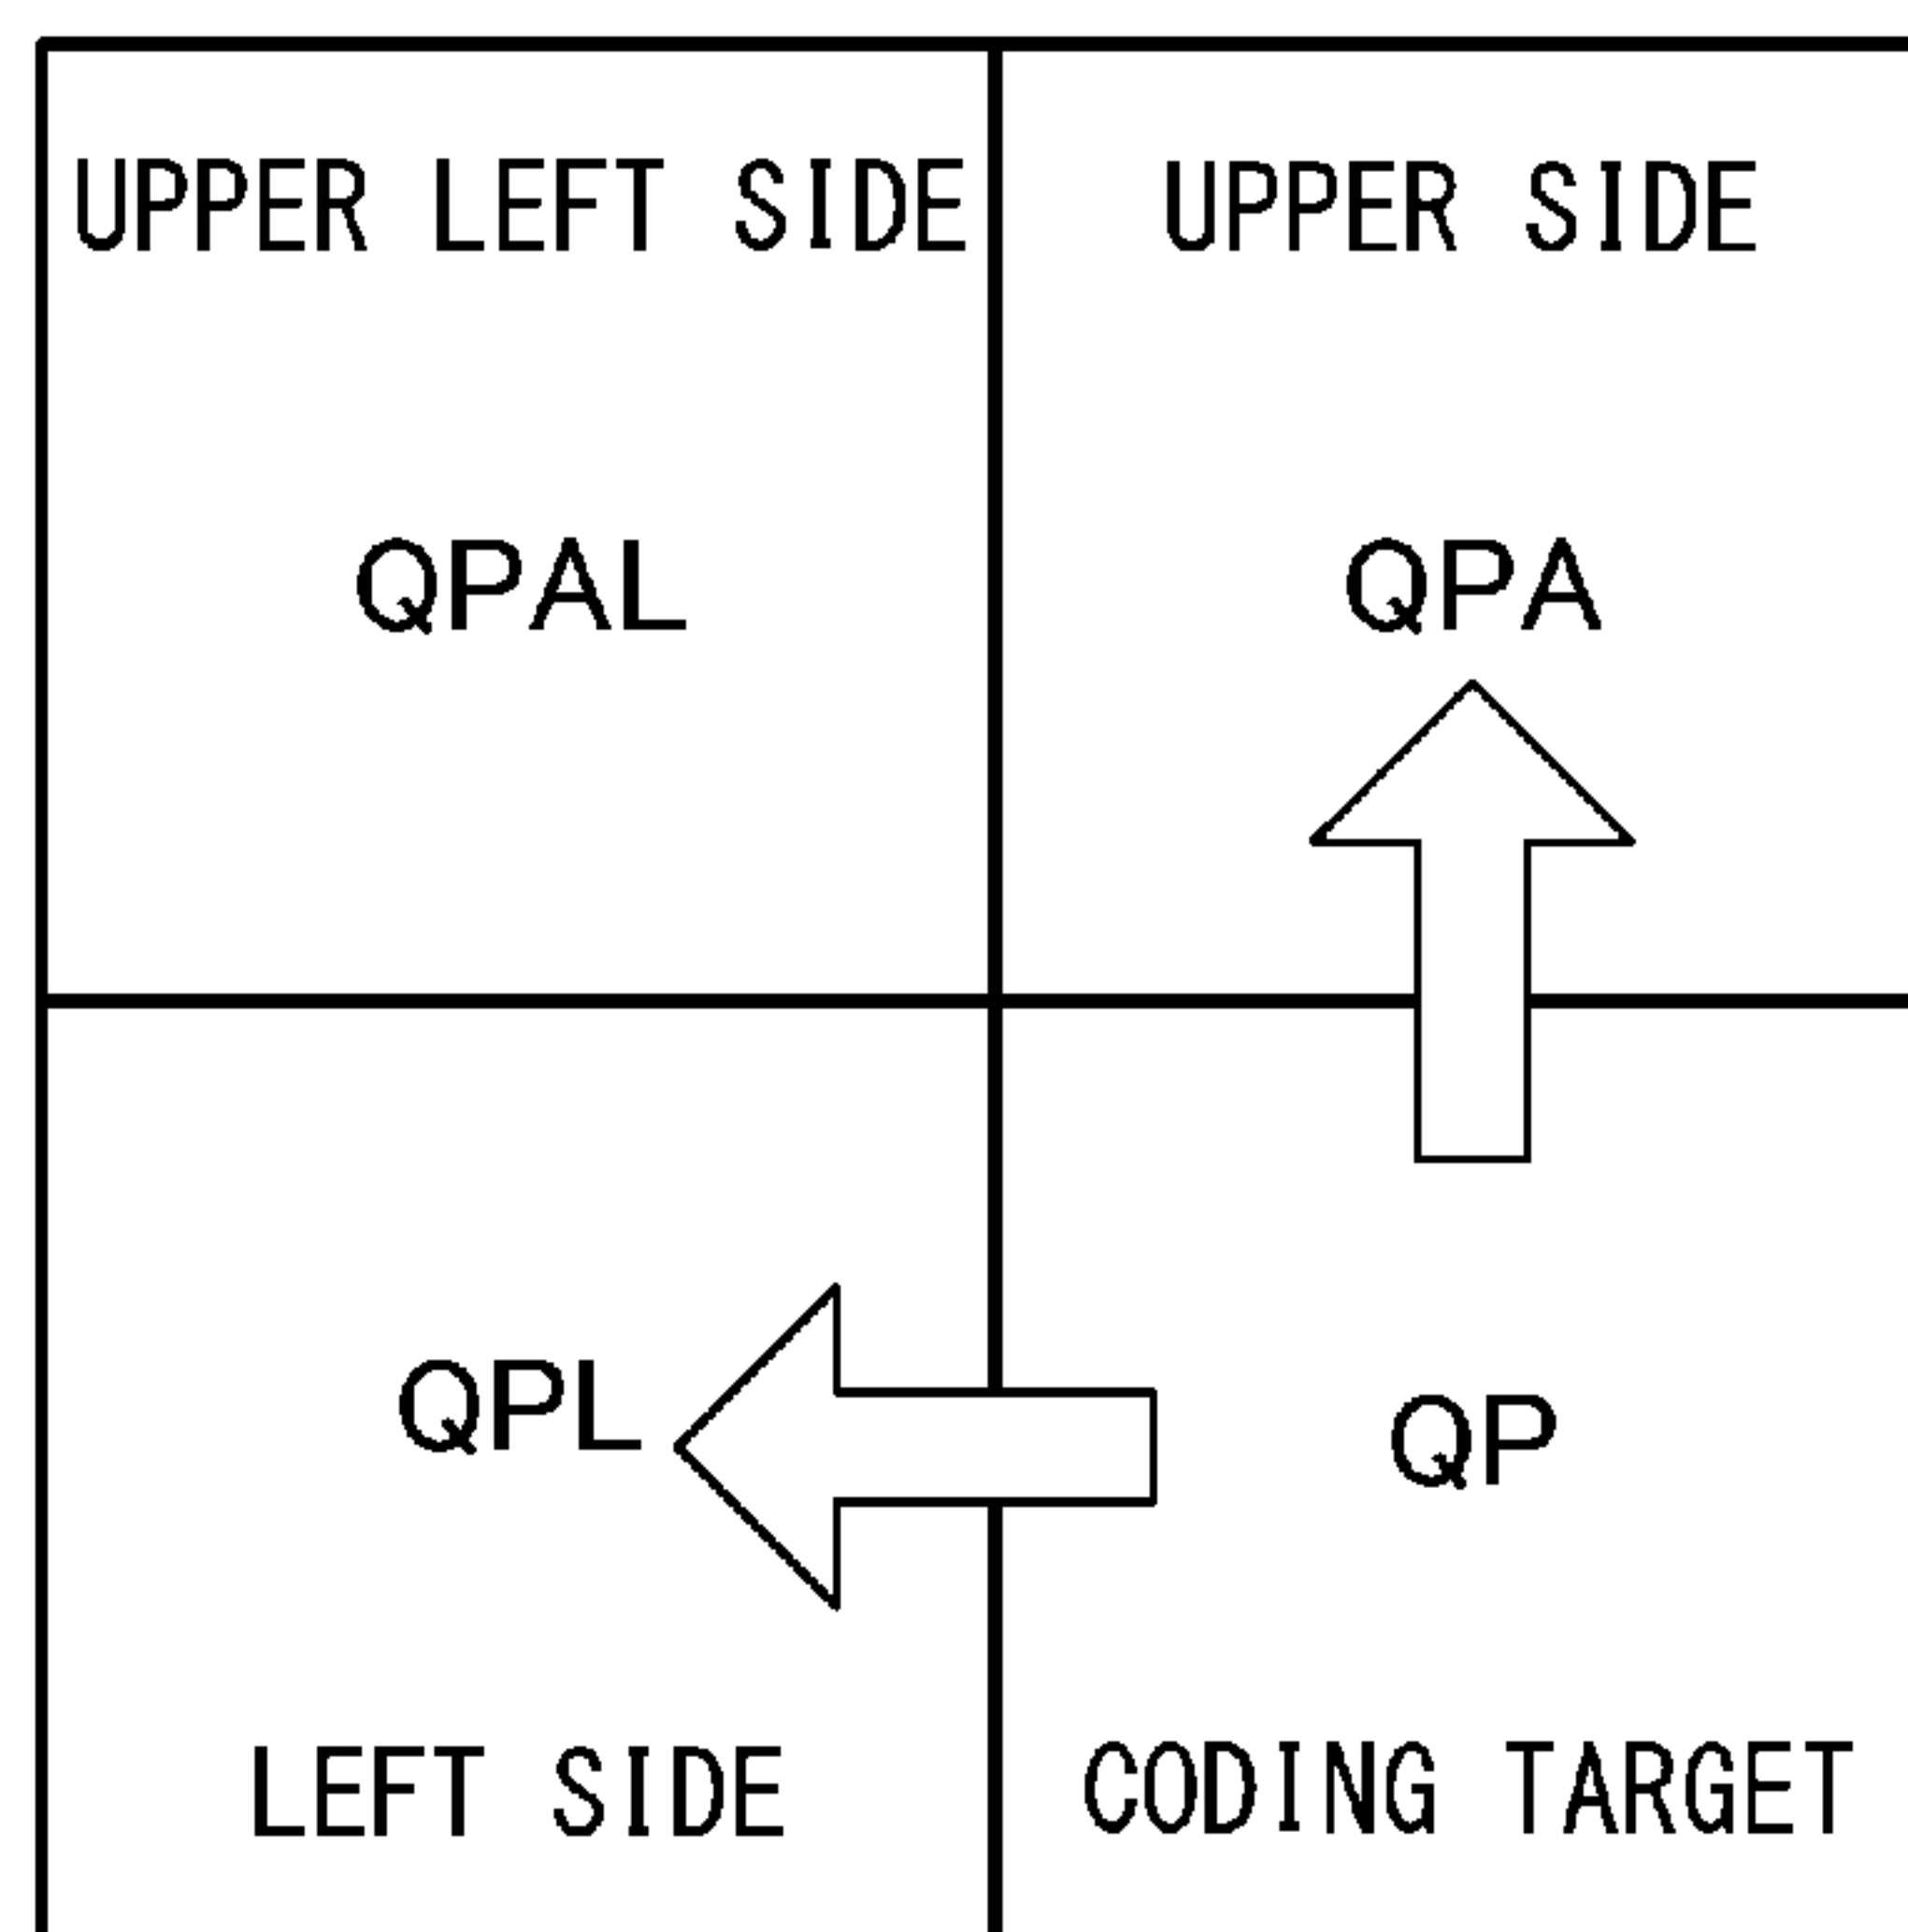 UPPER LEFT SIDE
UPPER SIDE
QPAL
QPA
QPL
QP
LEFT SIDE
CODING TARGET